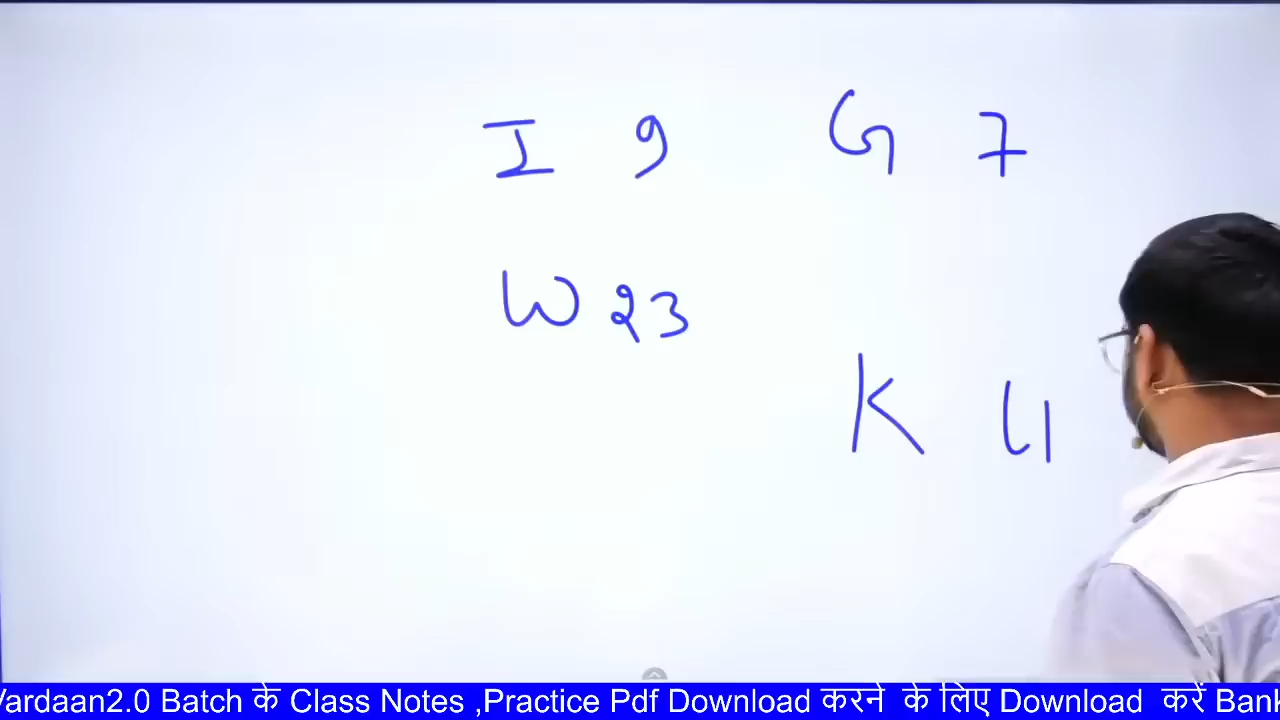 I 9 G 7
W 23
K 11
Vardaan2.0 Batch के Class Notes ,Practice Pdf Download करने के लिए Download करें Bank